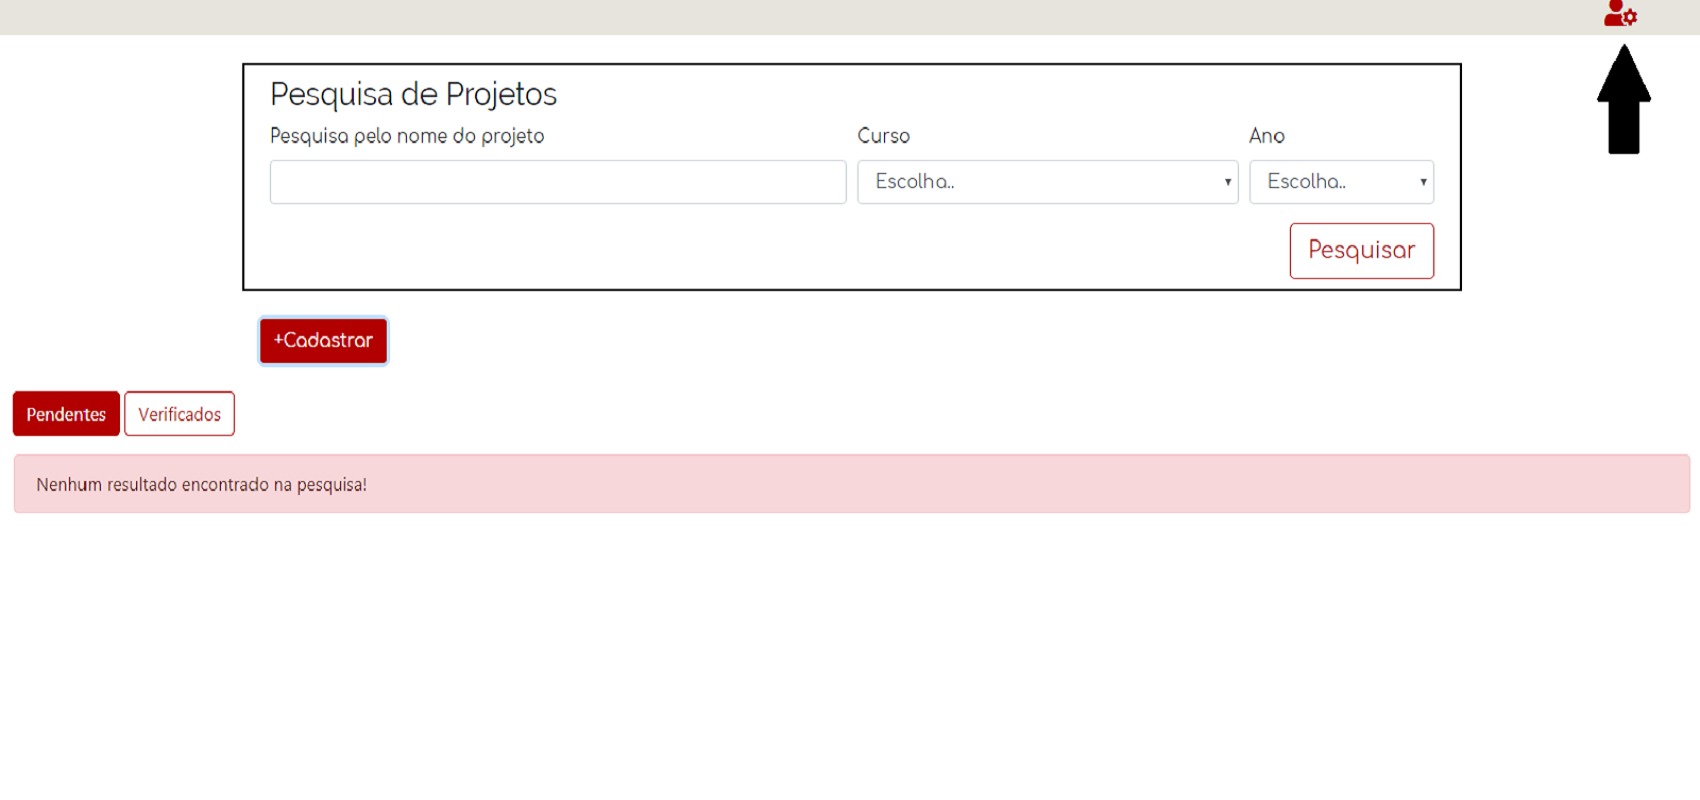 Pesquisa de Projetos
Pesquisa pelo nome do projeto
Curso
Ano
Escolha..
Escolha..
Pesquisar
+Cadastrar
Pendentes
Verificados
Nenhum resultado encontrado na pesquisa!